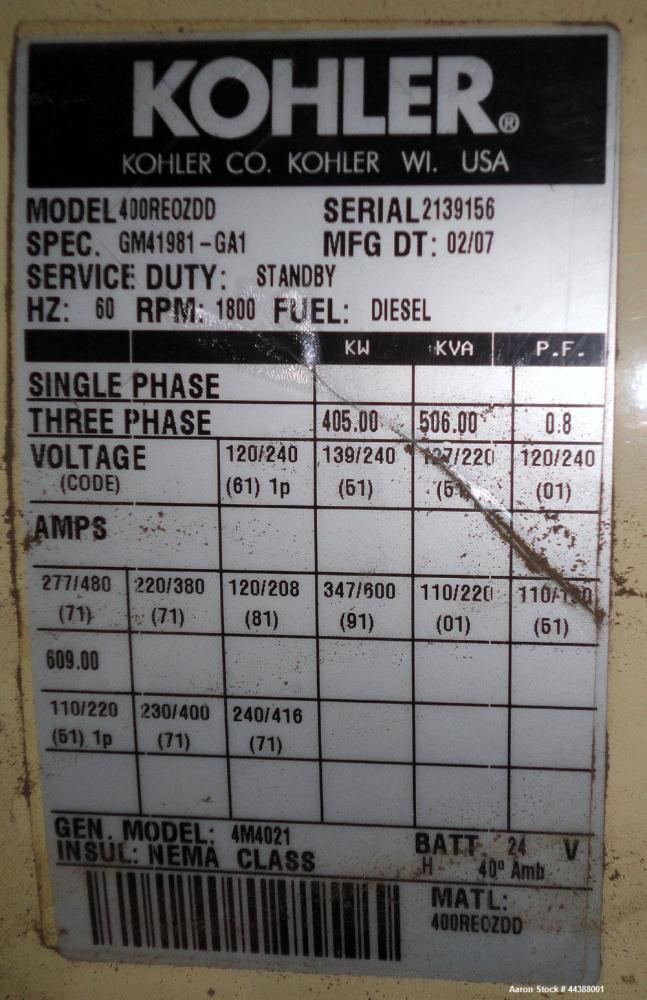 KOHLER®
KOHLER CO. KOHLER WI. USA
MODEL 400REOZDD SERIAL 2139156
SPEC. GM41981-GA1 MFG DT: 02/07
SERVICE DUTY: STANDBY
HZ: 60 RPM: 1800 FUEL: DIESEL
KW KVA P.F.
SINGLE PHASE
THREE PHASE 405.00 506.00 0.8
VOLTAGE 120/240 139/240 120/240
(CODE) (61) 1p (51) (01)
AMPS
277/480 220/380 120/208 347/600 110/220
(71) (71) (81) (91) (01) (51)
609.00
110/220 230/400 240/416
(51) 1p (71) (71)
GEN. MODEL: 4M4021 BATT 24 V
INSUL: NEMA CLASS H 40º Amb
MATL:
400REOZDD
Aaron Stock # 44388001